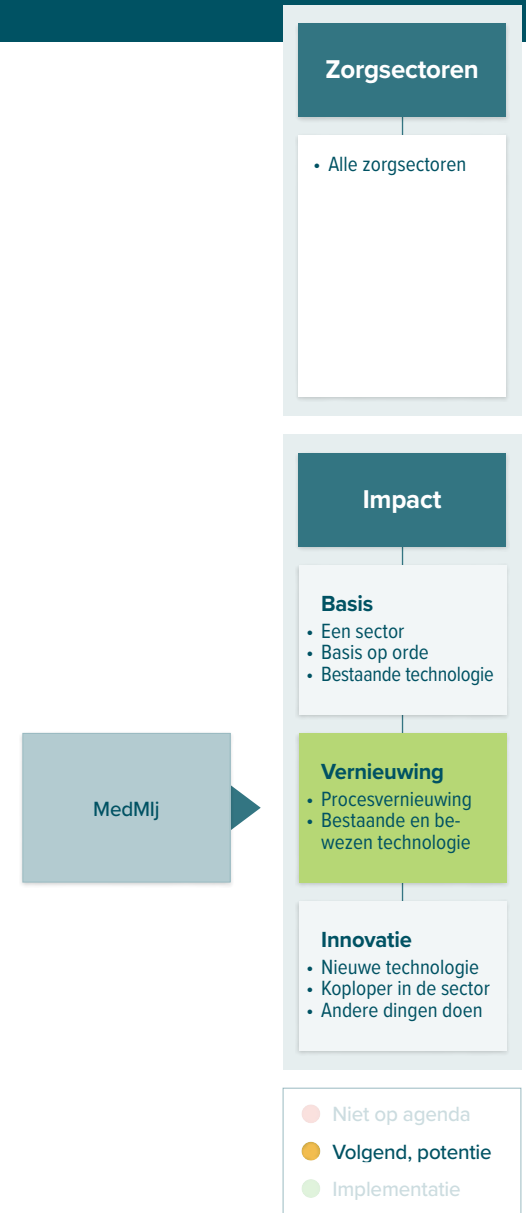 Zorgsectoren
• Alle zorgsectoren
Impact
Basis
• Een sector
• Basis op orde
• Bestaande technologie
MedMIj
Vernieuwing
• Procesvernieuwing
• Bestaande en be-
wezen technologie
Innovatie
• Nieuwe technologie
• Koploper in de sector
• Andere dingen doen
Niet op agenda
Volgend, potentie
Implementatie